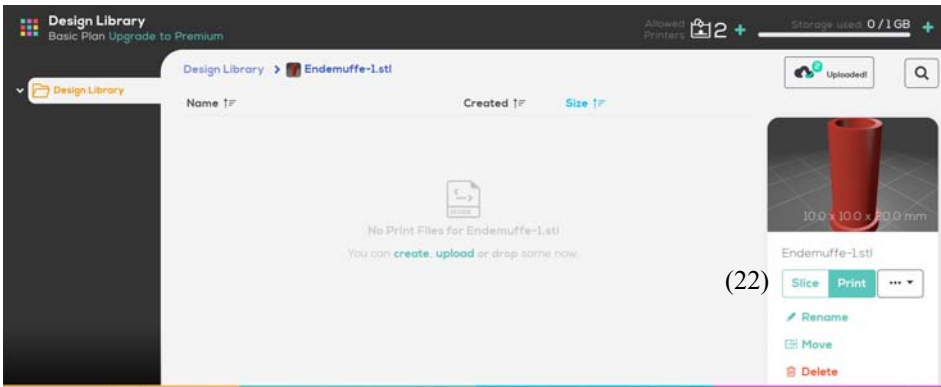 Design Library
Basic Plan Upgrade to Premium
Allowed Printers 2 +
Storage used: 0/1GB +
Design Library
Design Library > Endemuffe-1.stl
Uploaded!
Name
Created
Size
No Print Files for Endemuffe-1.stl
You can create, upload or drop some now.
10.0 x 10.0 x 20.0 mm
Endemuffe-1.stl
(22)
Slice
Print
...
Rename
Move
Delete